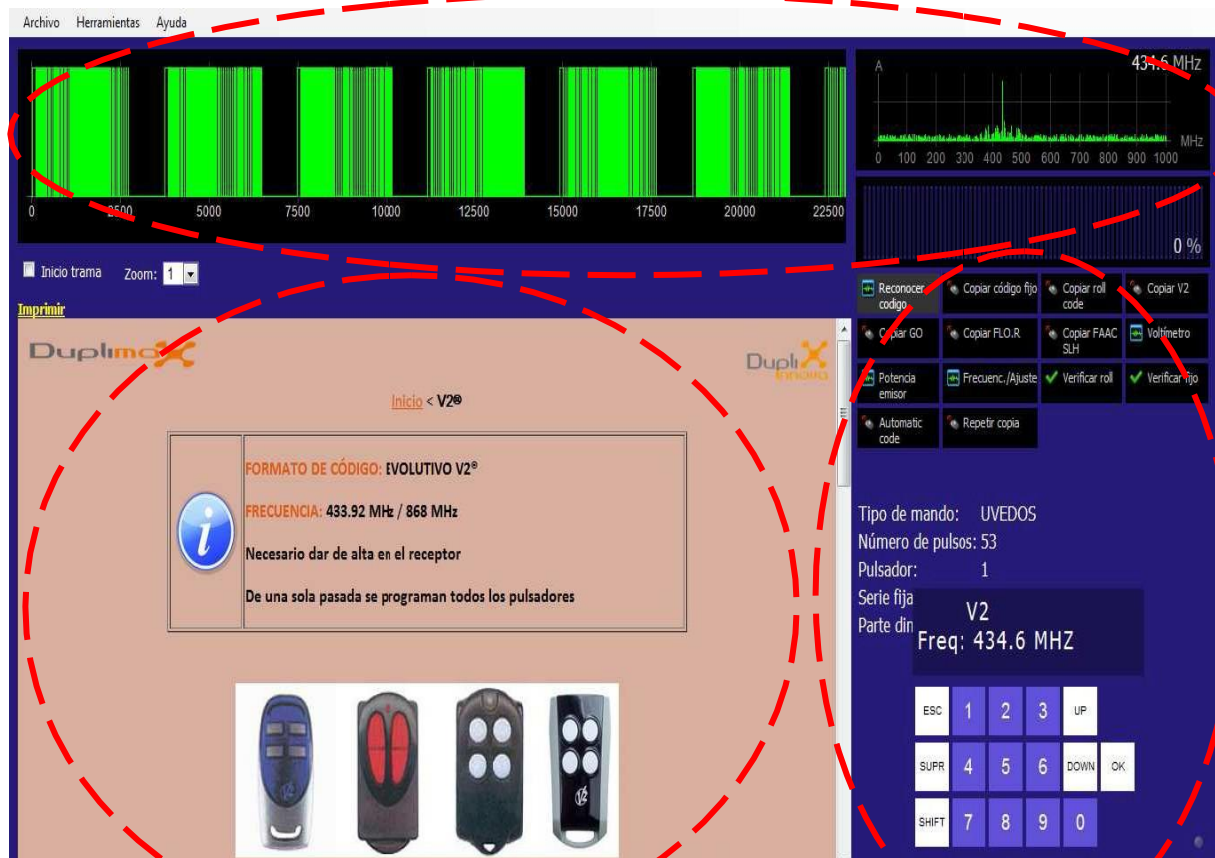 Archivo Herramientas Ayuda
0 2500 5000 7500 10000 12500 15000 17500 20000 22500
A 434.6 MHz
MHz
0 100 200 300 400 500 600 700 800 900 1000
0 %
Inicio trama Zoom: 1
Imprimir
Duplimax
Dupli
innova
Inicio < V2®
FORMATO DE CÓDIGO: EVOLUTIVO V2®
FRECUENCIA: 433.92 MHz / 868 MHz
Necesario dar de alta en el receptor
De una sola pasada se programan todos los pulsadores
V2
V2
Reconocer codigo
Copiar código fijo
Copiar roll code
Copiar V2
Copiar GO
Copiar FLO.R
Copiar FAAC SLH
Voltímetro
Potencia emisor
Frecuenc./Ajuste
Verificar roll
Verificar fijo
Automatic code
Repetir copia
Tipo de mando: UVEDOS
Número de pulsos: 53
Pulsador: 1
Serie fija
Parte din
V2
Freq: 434.6 MHZ
ESC 1 2 3 UP
SUPR 4 5 6 DOWN OK
SHIFT 7 8 9 0